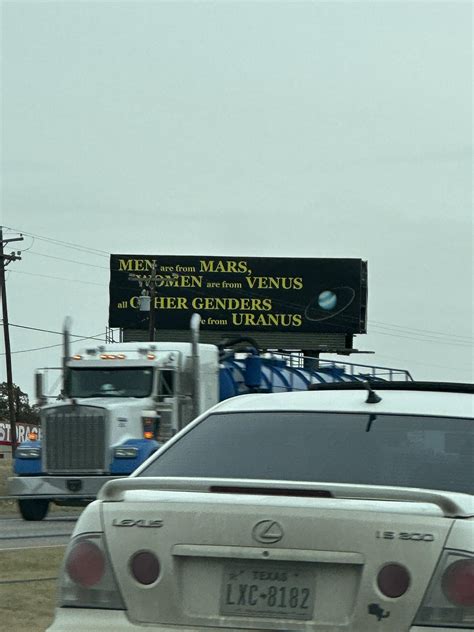 MEN are from MARS,
WOMEN are from VENUS
all OTHER GENDERS
are from URANUS
STORAGE
LEXUS
IS 300
TEXAS
LXC-8182